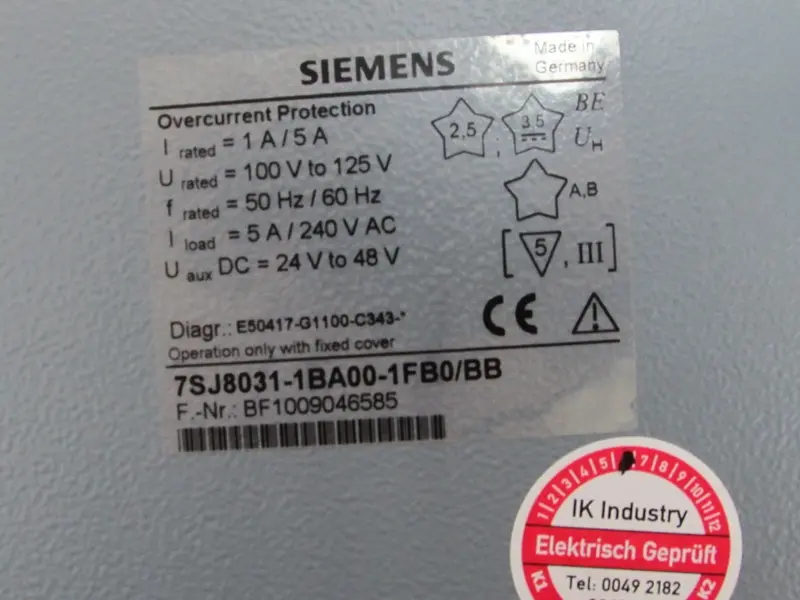 SIEMENS
Made in
Germany
Overcurrent Protection
I rated = 1 A / 5 A
U rated = 100 V to 125 V
f rated = 50 Hz / 60 Hz
I load = 5 A / 240 V AC
U aux DC = 24 V to 48 V
2,5 ; 3,5 BE
UH
A,B
[ 5 , III ]
Diagr.: E50417-G1100-C343-*
Operation only with fixed cover
CE
7SJ8031-1BA00-1FB0/BB
F.-Nr.: BF1009046585
1 2 3 4 5 7 8 9 10 11 12
IK Industry
Elektrisch Geprüft
K1 K2
Tel: 0049 2182